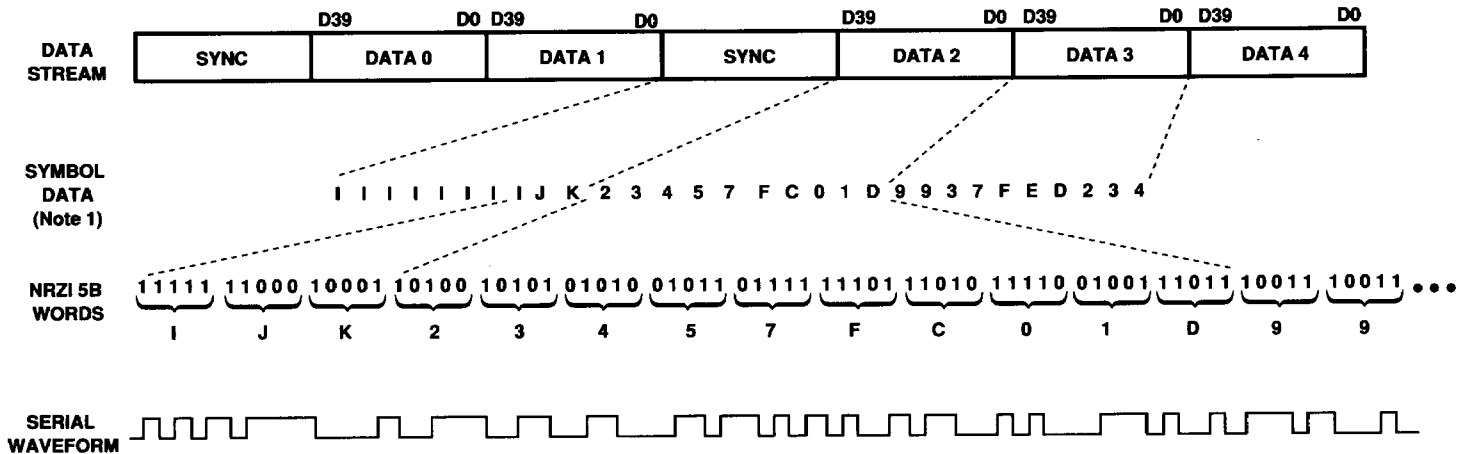 D39 D0 D39 D0 D39 D0 D39 D0 D39 D0
DATA STREAM SYNC DATA 0 DATA 1 SYNC DATA 2 DATA 3 DATA 4
SYMBOL DATA (Note 1) I I I I I I I I J K 2 3 4 5 7 F C 0 1 D 9 9 3 7 F E D 2 3 4
NRZI 5B WORDS 11111 11000 10001 10100 10101 01010 01011 01111 11101 11010 11110 01001 11011 10011 10011 •••
I J K 2 3 4 5 7 F C 0 1 D 9 9
SERIAL WAVEFORM